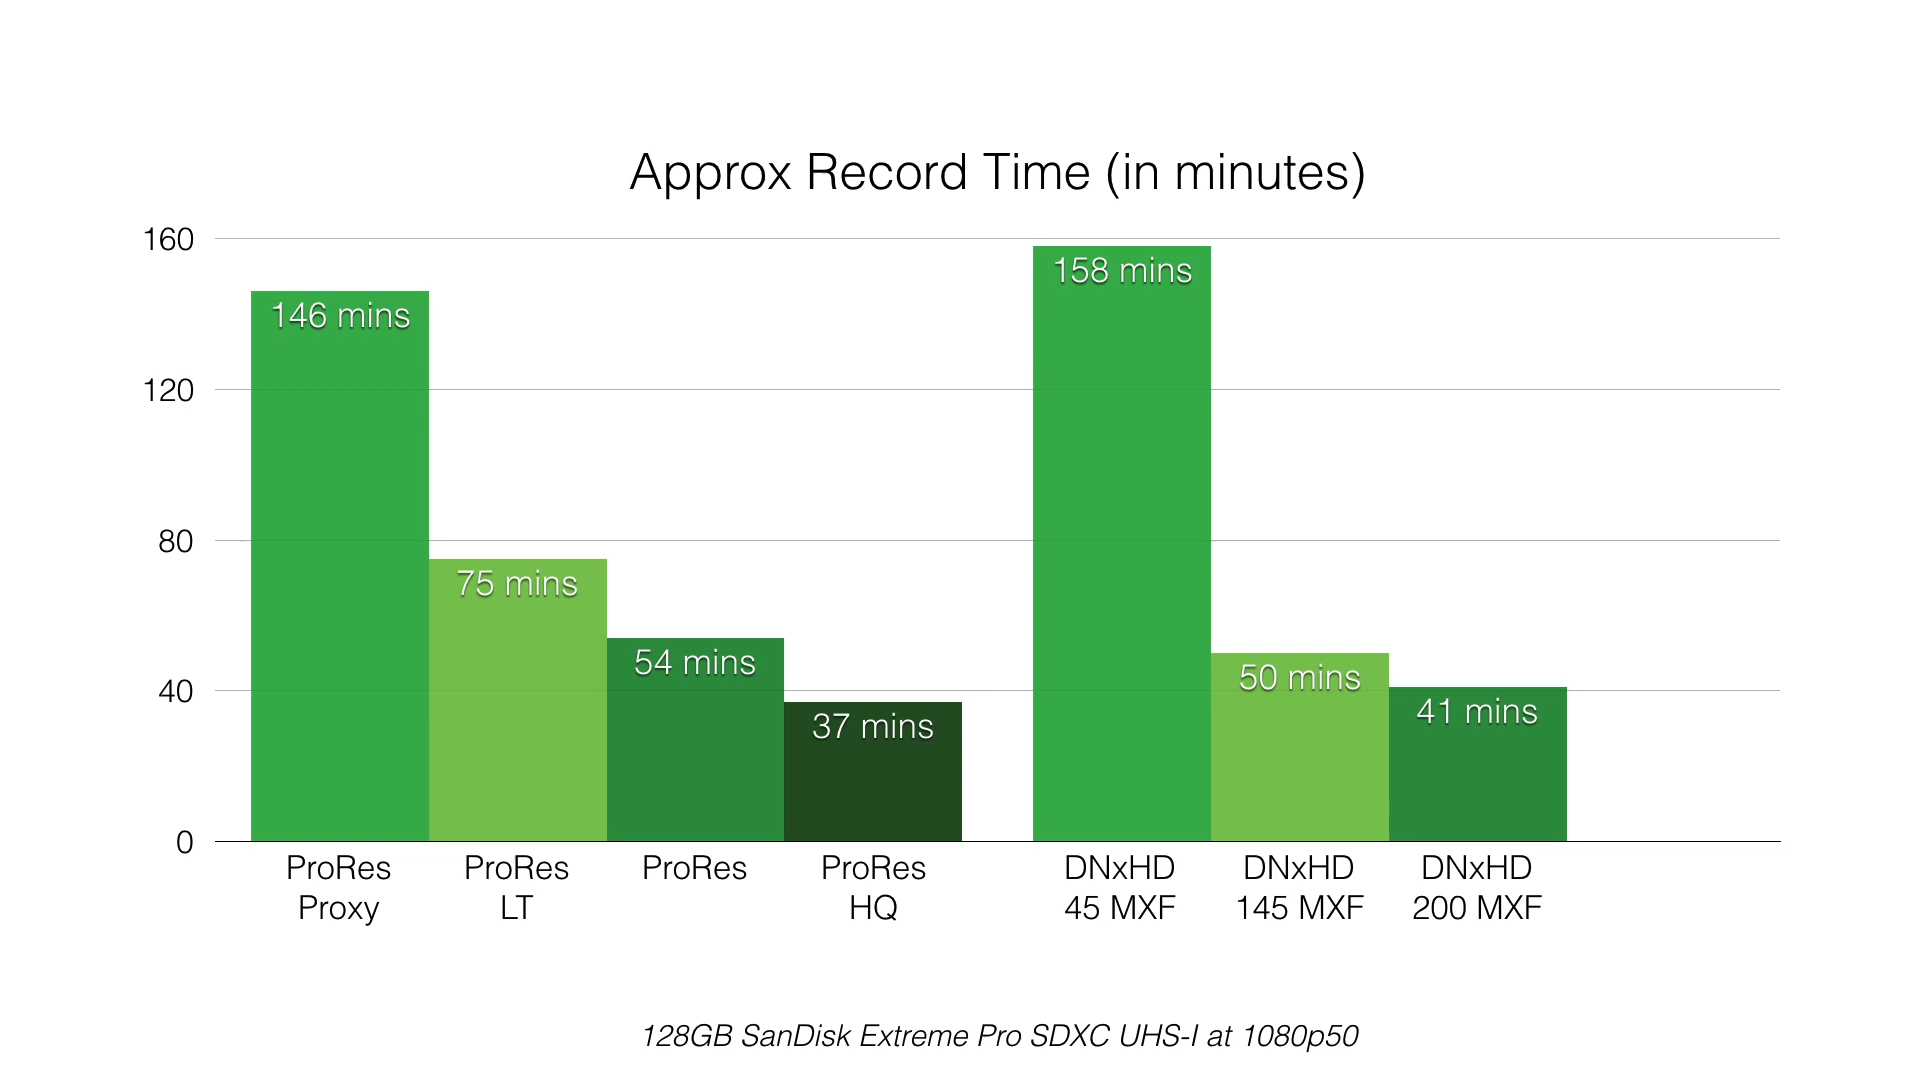 Approx Record Time (in minutes)
160
120
80
40
0
146 mins
75 mins
54 mins
37 mins
158 mins
50 mins
41 mins
ProRes
Proxy
ProRes
LT
ProRes
ProRes
HQ
DNxHD
45 MXF
DNxHD
145 MXF
DNxHD
200 MXF
128GB SanDisk Extreme Pro SDXC UHS-I at 1080p50